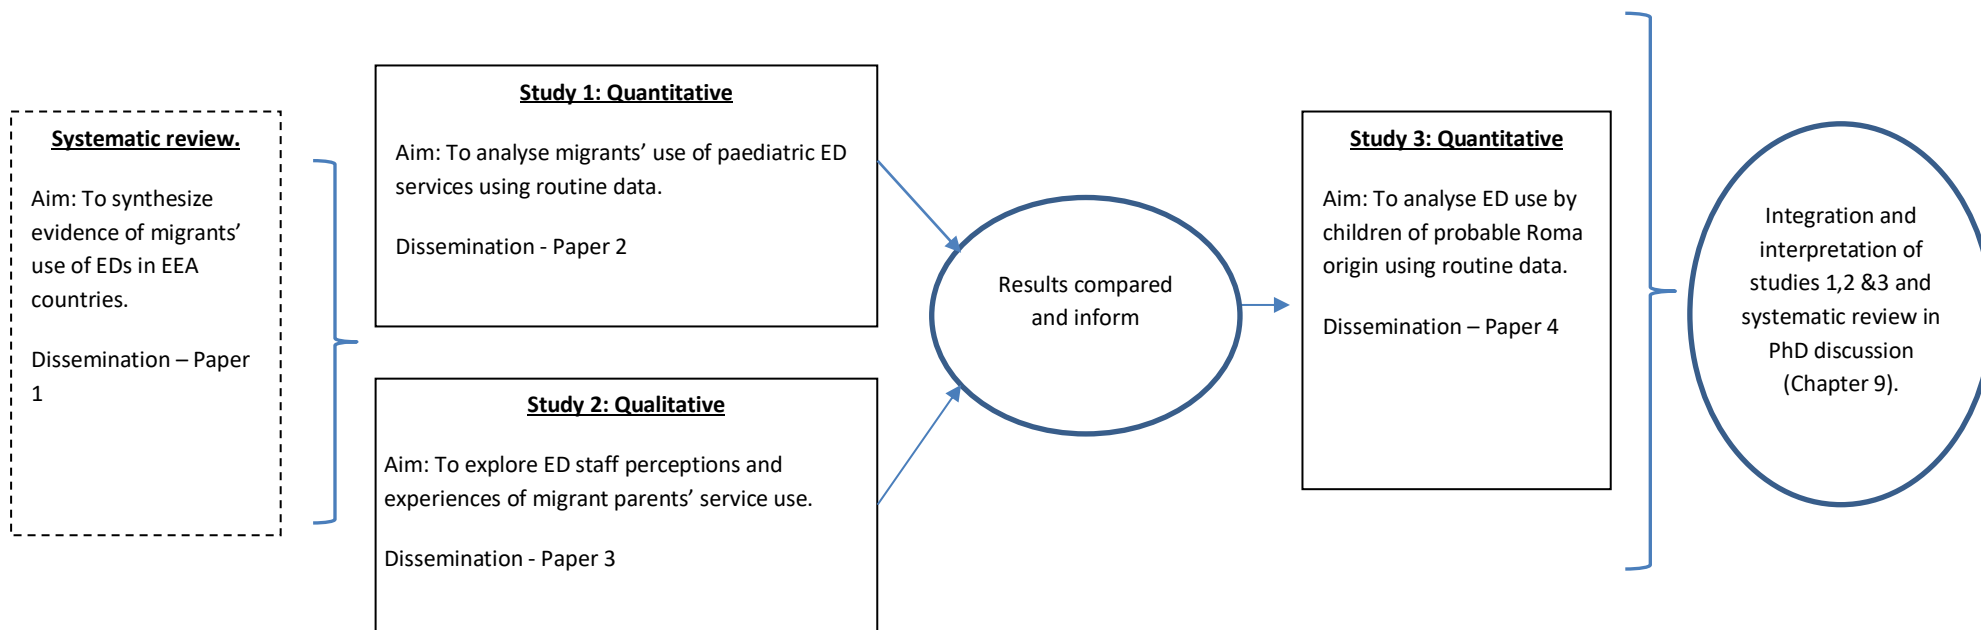 Systematic review.
Aim: To synthesize
evidence of migrants’
use of EDs in EEA
countries.
Dissemination – Paper
1
Study 1: Quantitative
Aim: To analyse migrants’ use of paediatric ED
services using routine data.
Dissemination - Paper 2
Study 2: Qualitative
Aim: To explore ED staff perceptions and
experiences of migrant parents’ service use.
Dissemination - Paper 3
Results compared
and inform
Study 3: Quantitative
Aim: To analyse ED use by
children of probable Roma
origin using routine data.
Dissemination – Paper 4
Integration and
interpretation of
studies 1,2 &3 and
systematic review in
PhD discussion
(Chapter 9).